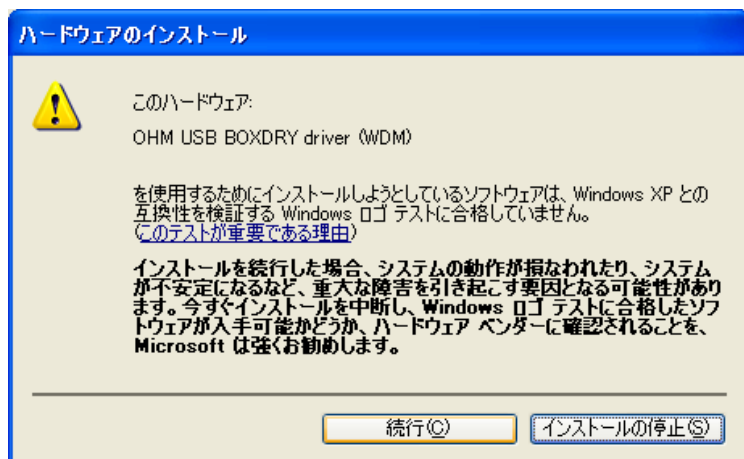 ハードウェアのインストール
このハードウェア:
OHM USB BOXDRY driver (WDM)
を使用するためにインストールしようとしているソフトウェアは、Windows XP との
互換性を検証する Windows ロゴ テストに合格していません。
(このテストが重要である理由)
インストールを続行した場合、システムの動作が損なわれたり、システム
が不安定になるなど、重大な障害を引き起こす要因となる可能性があり
ます。今すぐインストールを中断し、Windows ロゴ テストに合格したソフ
トウェアが入手可能かどうか、ハードウェア ベンダーに確認されることを、
Microsoft は強くお勧めします。
続行(C)
インストールの停止(S)